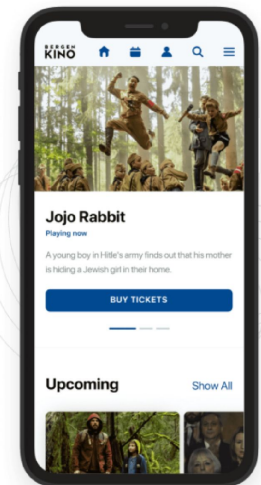 BERGEN
KINO
Jojo Rabbit
Playing now
A young boy in Hitle's army finds out that his mother
is hiding a Jewish girl in their home.
BUY TICKETS
Upcoming
Show All